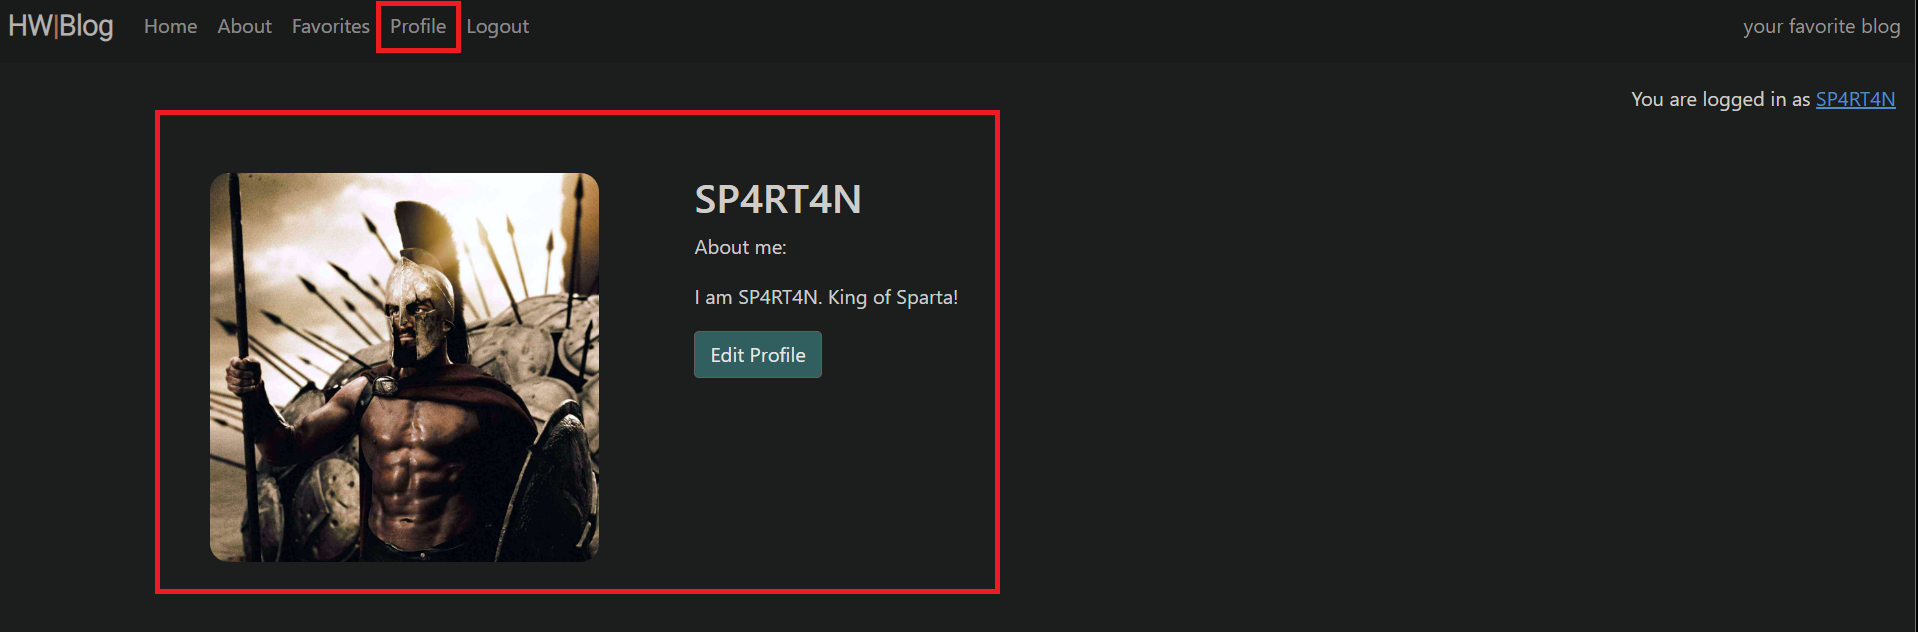 HW|Blog Home About Favorites Profile Logout your favorite blog
You are logged in as SP4RT4N
SP4RT4N
About me:
I am SP4RT4N. King of Sparta!
Edit Profile